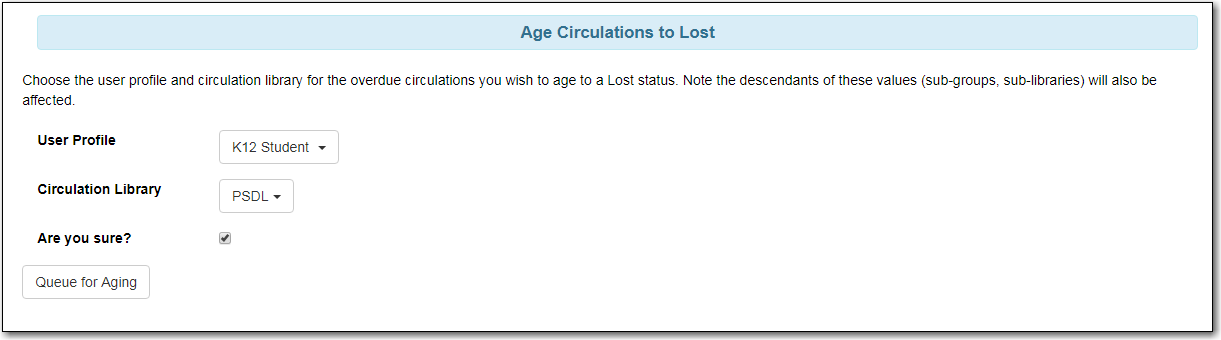 Age Circulations to Lost
Choose the user profile and circulation library for the overdue circulations you wish to age to a Lost status. Note the descendants of these values (sub-groups, sub-libraries) will also be
affected.
User Profile
K12 Student
Circulation Library
PSDL
Are you sure?
Queue for Aging